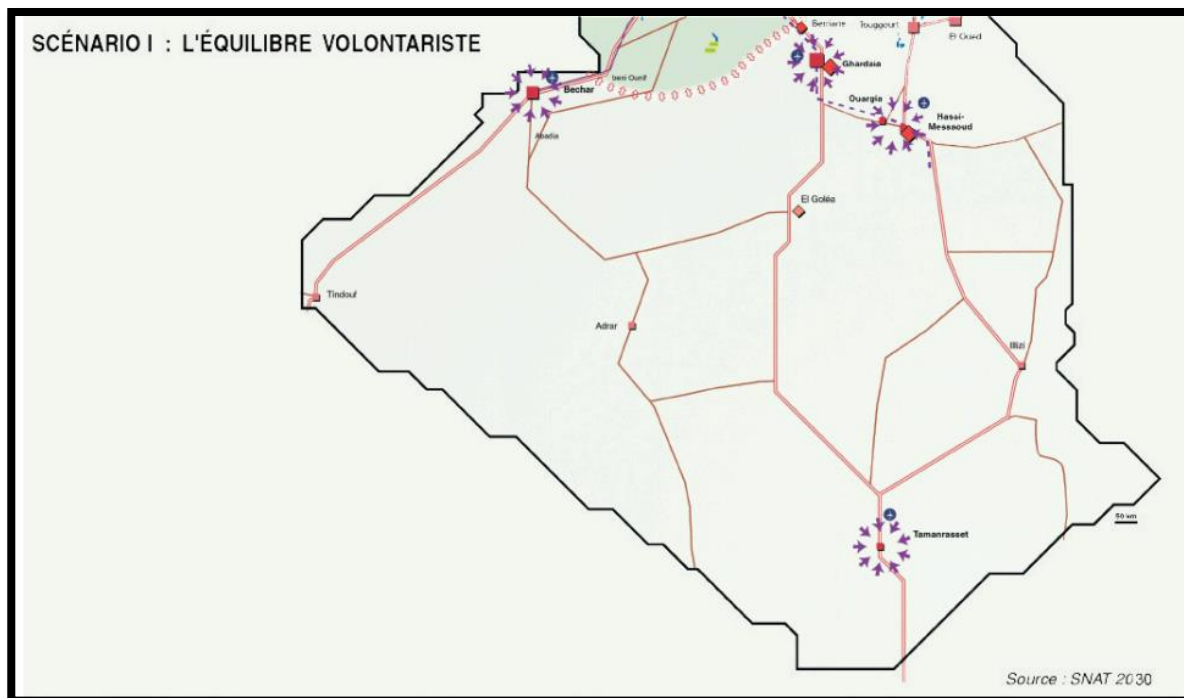 SCÉNARIO I : L'ÉQUILIBRE VOLONTARISTE
Berriane
Touggourt
El Oued
Ghardaia
beni Ounif
Bechar
Ouargla
Hassi-
Messaoud
Abadla
El Goléa
Tindouf
Adrar
Illizi
50 km
Tamanrasset
Source : SNAT 2030